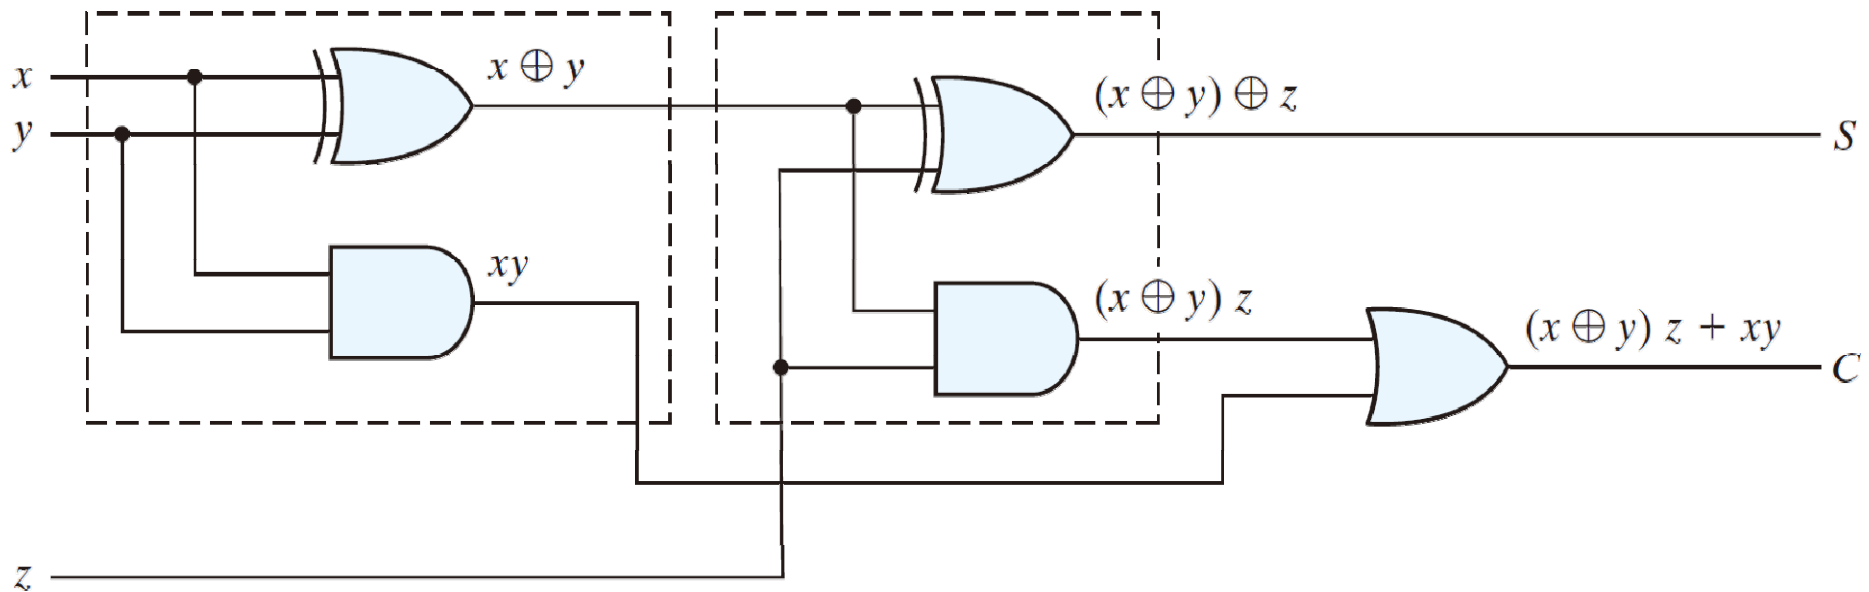 x
y
x ⊕ y
(x ⊕ y) ⊕ z
S
xy
(x ⊕ y) z
(x ⊕ y) z + xy
C
z